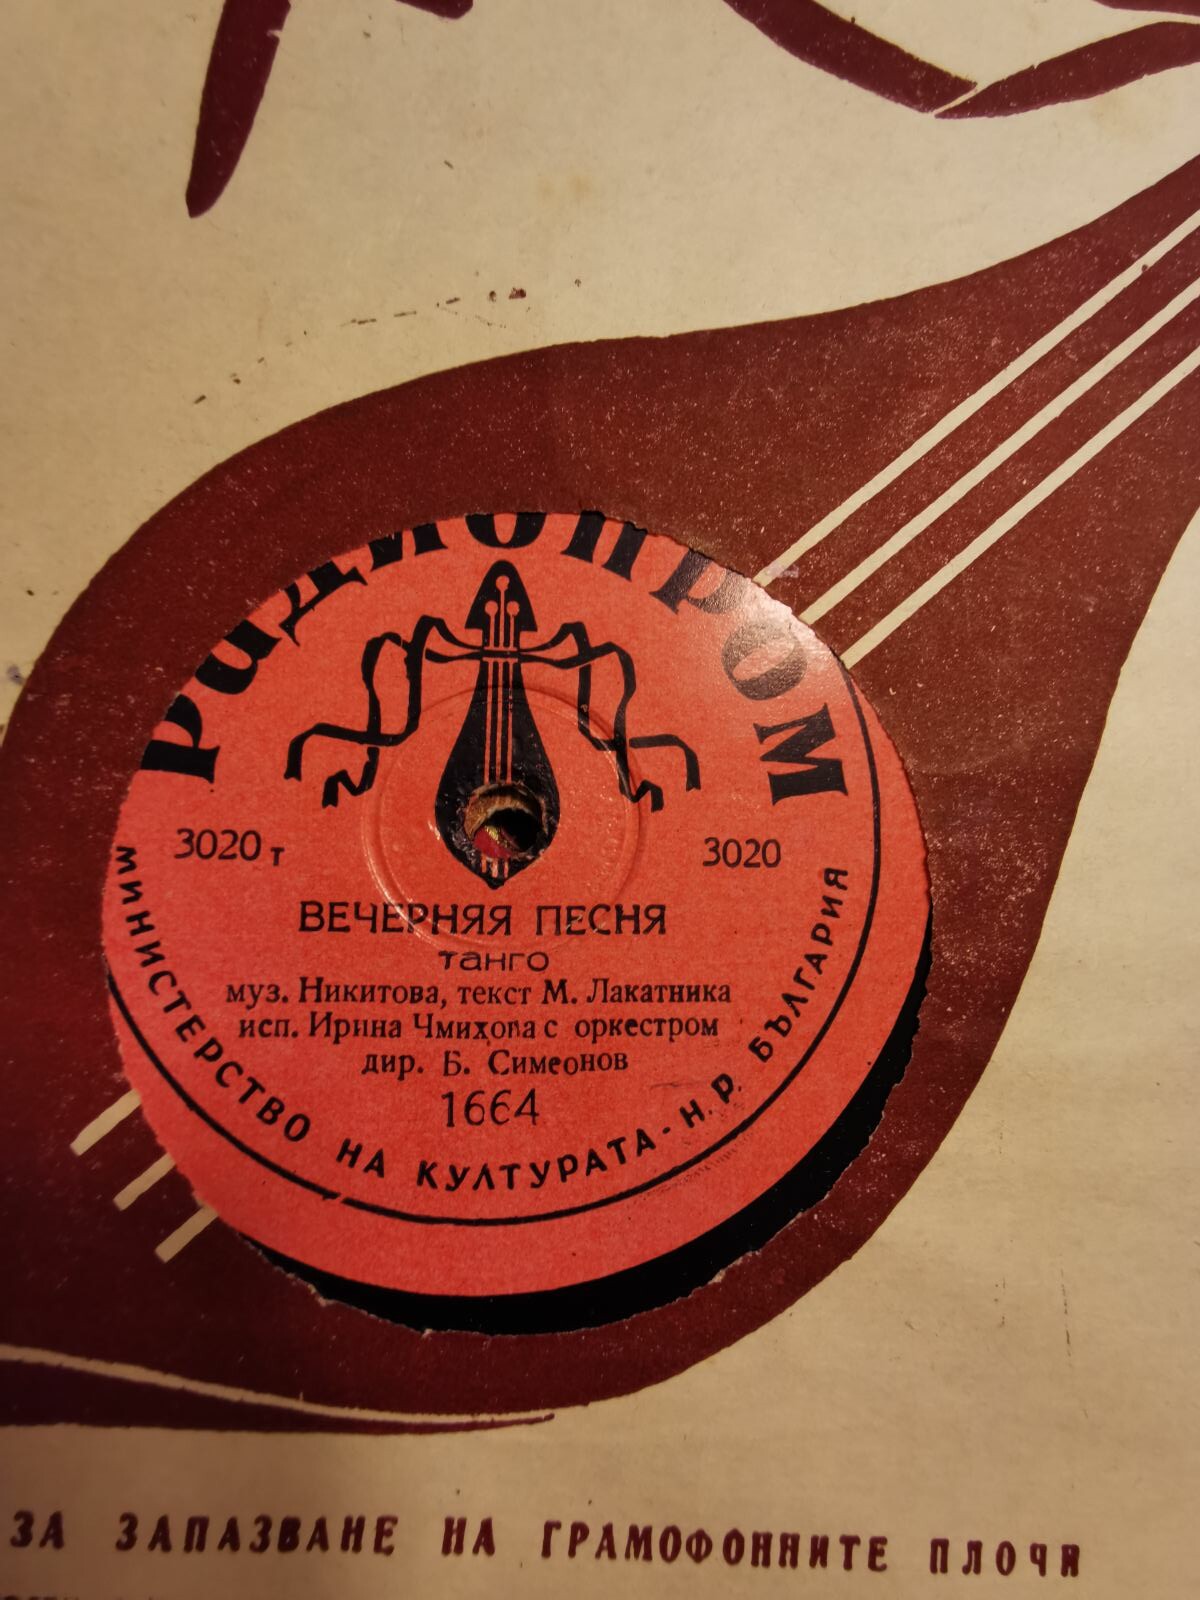 Радиопром
3020 т
3020
ВЕЧЕРНЯЯ ПЕСНЯ
танго
муз. Никитова, текст М. Лакатника
исп. Ирина Чмихова с оркестром
дир. Б. Симеонов
1664
МИНИСТЕРСТВО НА КУЛТУРАТА - Н. Р. БЪЛГАРИЯ
ЗА ЗАПАЗВАНЕ НА ГРАМОФОННИТЕ ПЛОЧИ